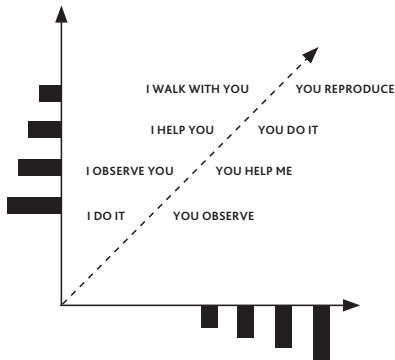 I WALK WITH YOU YOU REPRODUCE
I HELP YOU YOU DO IT
I OBSERVE YOU YOU HELP ME
I DO IT YOU OBSERVE